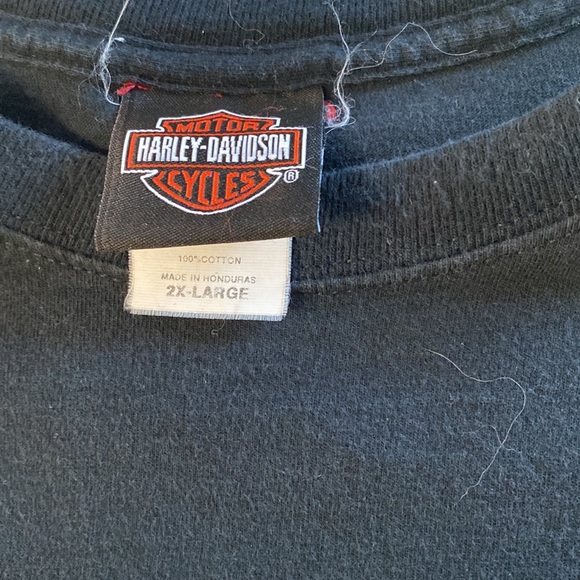 MOTOR
HARLEY-DAVIDSON
CYCLES ®
100% COTTON
MADE IN HONDURAS
2X-LARGE